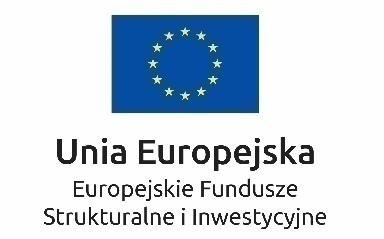 Unia Europejska
Europejskie Fundusze
Strukturalne i Inwestycyjne